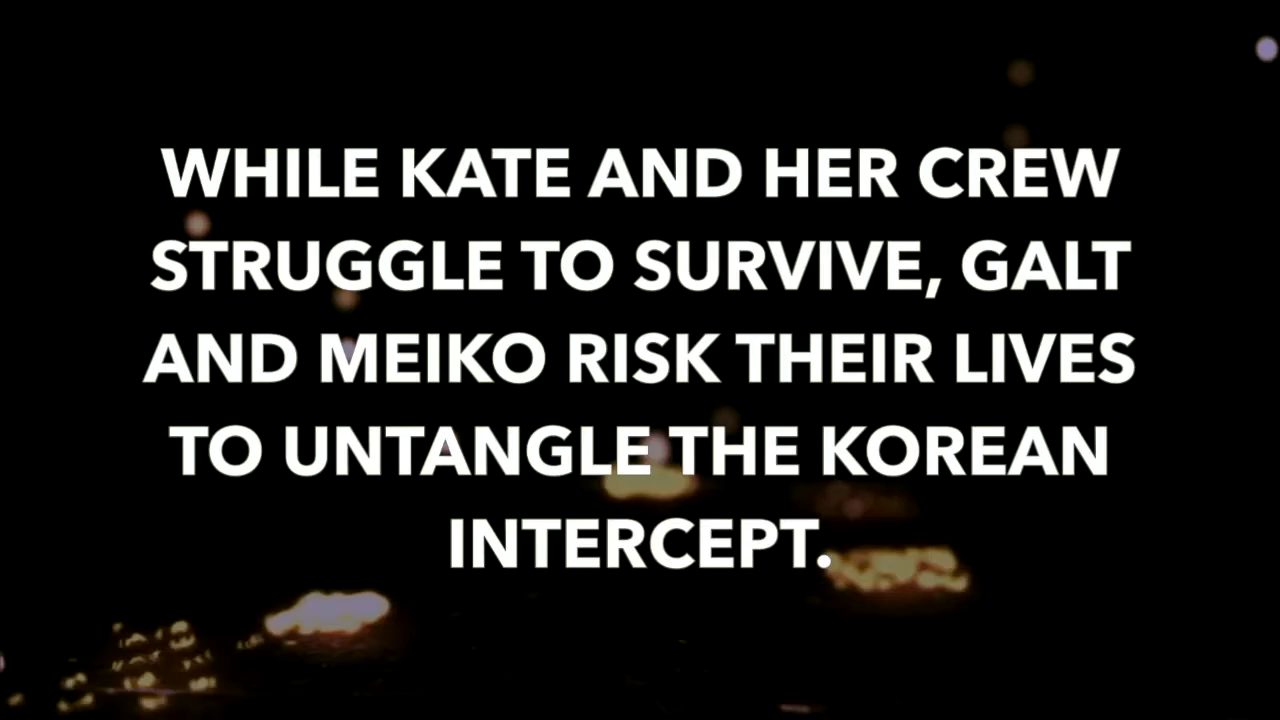 WHILE KATE AND HER CREW
STRUGGLE TO SURVIVE, GALT
AND MEIKO RISK THEIR LIVES
TO UNTANGLE THE KOREAN
INTERCEPT.